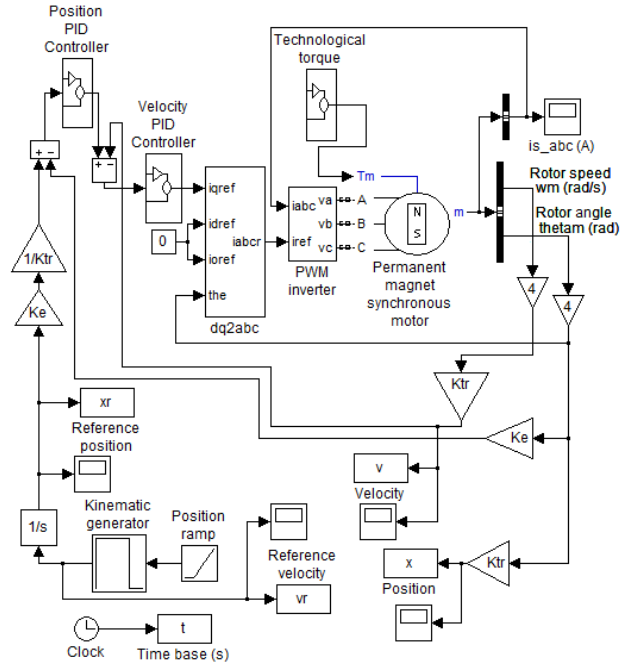 Position
PID
Controller
Technological
torque
Velocity
PID
Controller
is_abc (A)
+ -
+ -
Tm
Rotor speed
wm (rad/s)
Rotor angle
thetam (rad)
iqref
idref
ioref
the
iabcr
dq2abc
0
iabc
iref
va
vb
vc
PWM
inverter
A
B
C
N
S
m
Permanent
magnet
synchronous
motor
4
4
1/Ktr
Ke
Ktr
Ke
xr
Reference
position
v
Velocity
1/s
Kinematic
generator
Position
ramp
Reference
velocity
vr
x
Position
Ktr
Clock
t
Time base (s)